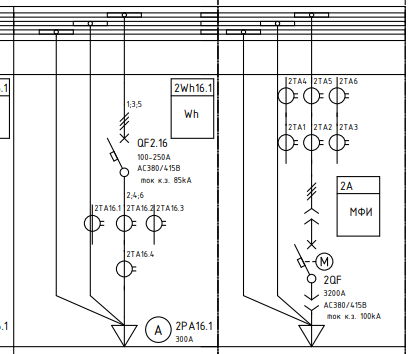 .1
2Wh16.1
Wh
1;3;5
QF2.16
100-250A
AC380/415В
ток к.з. 85kA
2;4;6
2TA16.1
2TA16.2
2TA16.3
2TA16.4
.1
A
2PA16.1
300A
2TA4
2TA5
2TA6
2TA1
2TA2
2TA3
2A
МФИ
M
2QF
3200A
AC380/415В
ток к.з. 100kA